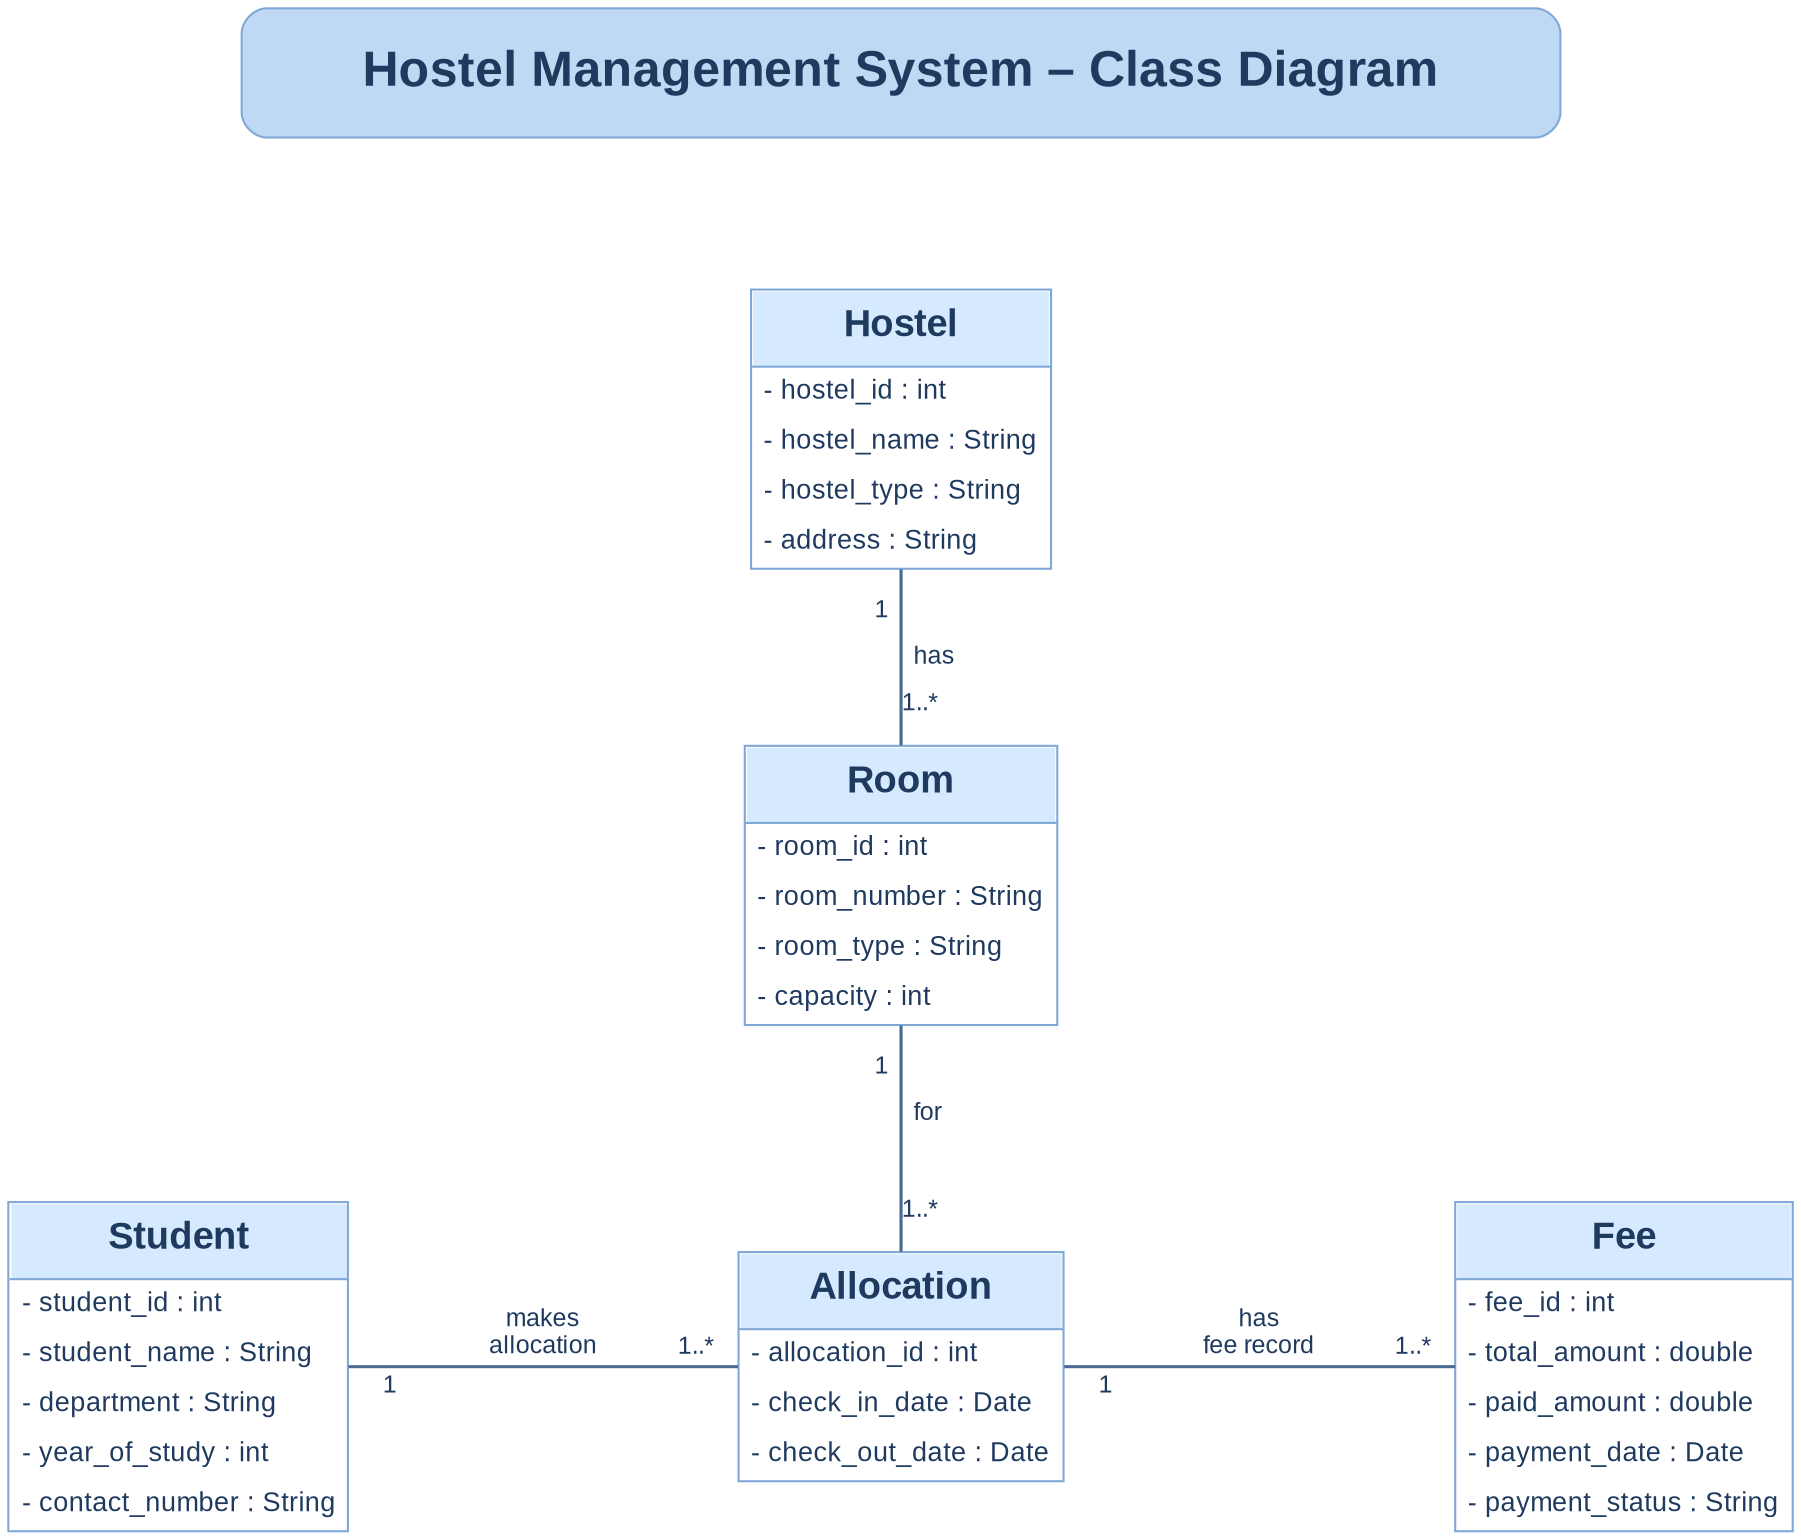 Hostel Management System – Class Diagram
Hostel
- hostel_id : int
- hostel_name : String
- hostel_type : String
- address : String
1
has
1..*
Room
- room_id : int
- room_number : String
- room_type : String
- capacity : int
1
for
1..*
Student
- student_id : int
- student_name : String
- department : String
- year_of_study : int
- contact_number : String
makes
allocation
1..*
1
Allocation
- allocation_id : int
- check_in_date : Date
- check_out_date : Date
has
fee record
1..*
1
Fee
- fee_id : int
- total_amount : double
- paid_amount : double
- payment_date : Date
- payment_status : String